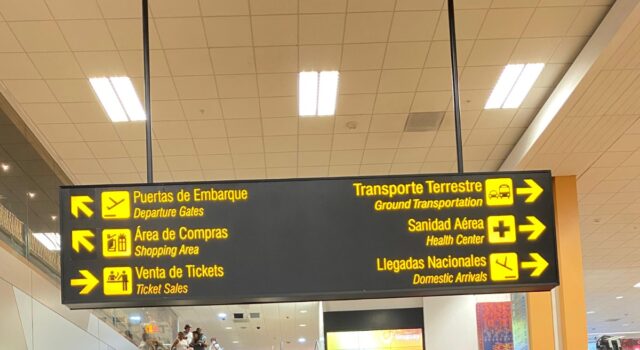 Puertas de Embarque
Departure Gates
Área de Compras
Shopping Area
Venta de Tickets
Ticket Sales
Transporte Terrestre
Ground Transportation
Sanidad Aérea
Health Center
Llegadas Nacionales
Domestic Arrivals
Uruguay